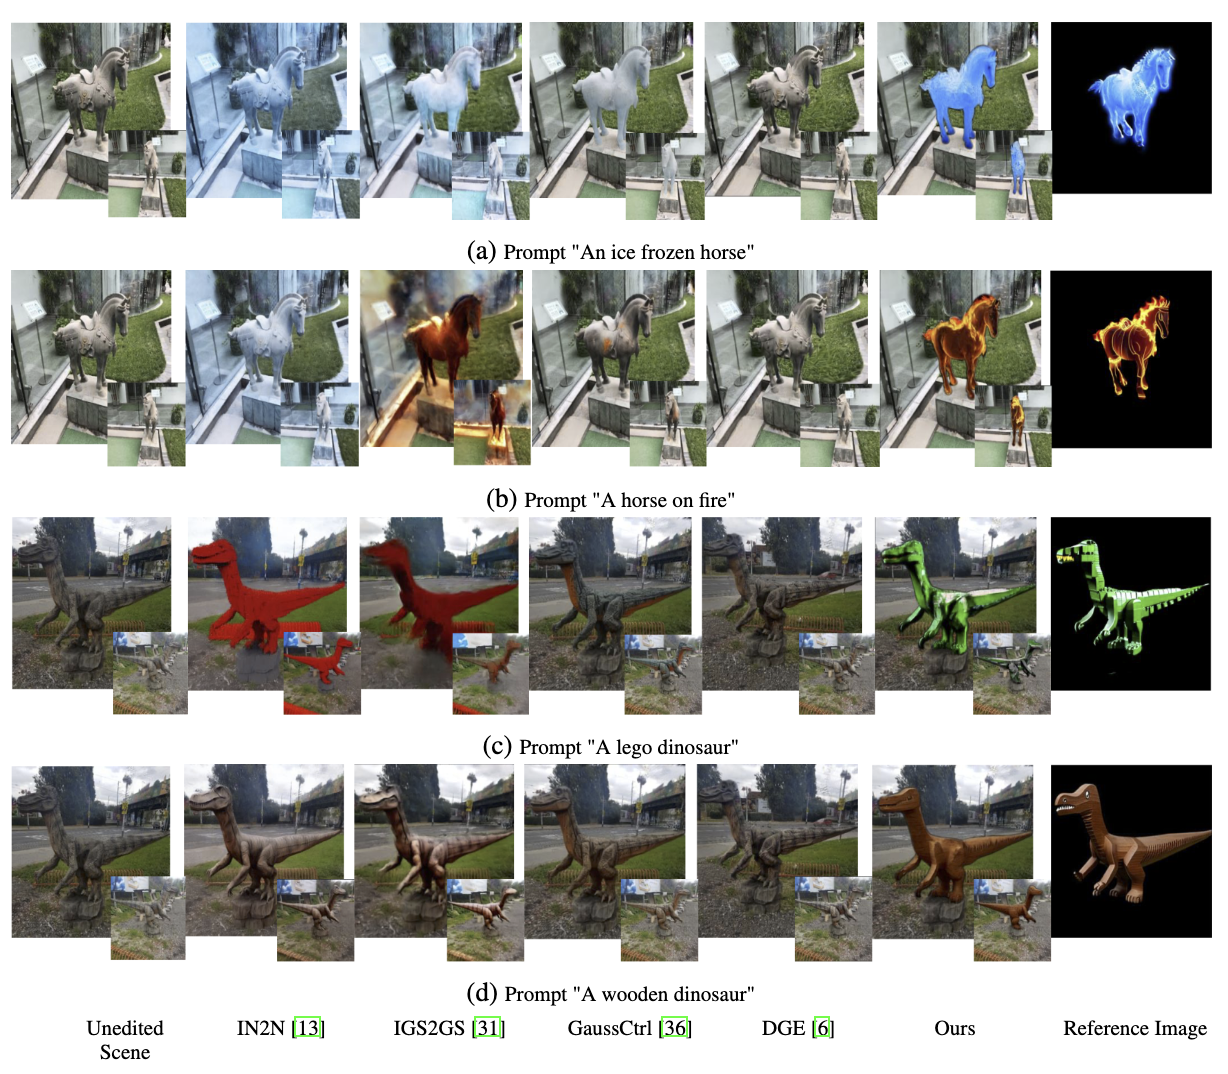 (a) Prompt "An ice frozen horse"
(b) Prompt "A horse on fire"
(c) Prompt "A lego dinosaur"
(d) Prompt "A wooden dinosaur"
Unedited Scene
IN2N [13]
IGS2GS [31]
GaussCtrl [36]
DGE [6]
Ours
Reference Image